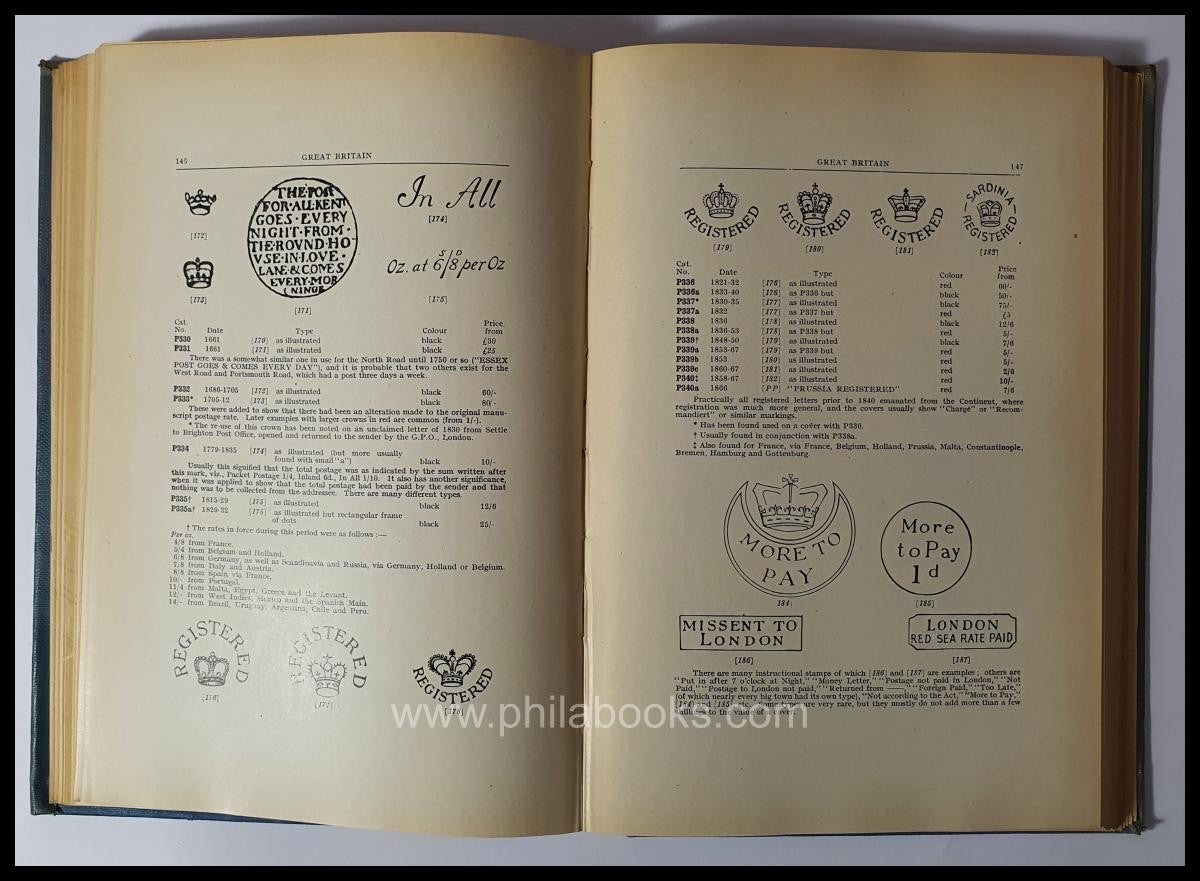 146 GREAT BRITAIN
[172]
[173]
THE·POST
FOR·ALL·KENT
GOES·EVERY
NIGHT·FROM·
TIE·ROVND·HO·
VSE·IN·LOVE·
LANE·&·COMES
EVERY·MOR
NING
[171]
In All
[174]
Oz. at 6S/8D per Oz
[175]
Cat.
No. Date Type Colour Price, from
P330 1661 [170] as illustrated black £30
P331 1661 [171] as illustrated black £25
There was a somewhat similar one in use for the North Road until 1750 or so ("ESSEX
POST GOES & COMES EVERY DAY"), and it is probable that two others exist for the
West Road and Portsmouth Road, which had a post three days a week.
P332 1680-1705 [172] as illustrated black 60/-
P333* 1705-12 [173] as illustrated black 80/-
These were added to show that there had been an alteration made to the original manu-
script postage rate. Later examples with larger crowns in red are common (from 1/-).
* The re-use of this crown has been noted on an unclaimed letter of 1830 from Settle
to Brighton Post Office, opened and returned to the sender by the G.P.O., London.
P334 1779-1835 [174] as illustrated (but more usually
found with small "a") black 10/-
Usually this signified that the total postage was as indicated by the sum written after
this mark, viz., Packet Postage 1/4, Inland 6d., In All 1/10. It also has another significance,
when it was applied to show that the total postage had been paid by the sender and that
nothing was to be collected from the addressee. There are many different types.
P335† 1815-29 [175] as illustrated black 12/6
P335a† 1829-32 [175] as illustrated but rectangular frame
of dots black 25/-
† The rates in force during this period were as follows :—
Per oz.
4/8 from France.
5/4 from Belgium and Holland.
6/8 from Germany, as well as Scandinavia and Russia, via Germany, Holland or Belgium.
7/8 from Italy and Austria.
8/8 from Spain via France.
10/- from Portugal.
11/4 from Malta, Egypt, Greece and the Levant.
12/- from West Indies, Mexico and the Spanish Main.
14/- from Brazil, Uruguay, Argentina, Chile and Peru.
REGISTERED
[176]
REGISTERED
[177]
REGISTERED
[178]
GREAT BRITAIN 147
REGISTERED
[179]
REGISTERED
[180]
REGISTERED
[181]
SARDINIA
REGISTERED
[182]
Cat.
No. Date Type Colour Price from
P336 1821-32 [176] as illustrated red 60/-
P336a 1833-40 [176] as P336 but black 50/-
P337* 1830-35 [177] as illustrated black 75/-
P337a 1832 [177] as P337 but red £5
P338 1836 [178] as illustrated black 12/6
P338a 1836-53 [178] as P338 but red 5/-
P339† 1848-50 [179] as illustrated black 7/6
P339a 1853-67 [179] as P339 but red 5/-
P339b 1853 [180] as illustrated red 5/-
P339c 1860-67 [181] as illustrated red 2/6
P340‡ 1858-67 [182] as illustrated red 10/-
P340a 1866 [PP] "PRUSSIA REGISTERED" red 7/6
Practically all registered letters prior to 1840 emanated from the Continent, where
registration was much more general, and the covers usually show "Chargé" or "Recom-
mandiert" or similar markings.
* Has been found used on a cover with P336.
† Usually found in conjunction with P338a.
‡ Also found for France, via France, Belgium, Holland, Prussia, Malta, Constantinople,
Bremen, Hamburg and Gottenburg.
MORE TO
PAY
184]
More
to Pay
1d
[185]
MISSENT TO
LONDON
[186]
LONDON
RED SEA RATE PAID
[187]
There are many instructional stamps of which [186] and [187] are examples ; others are
"Put in after 7 o'clock at Night," "Money Letter," "Postage not paid in London," "Not
Paid," "Postage to London not paid," "Returned from ——" "Foreign Paid," "Too Late,"
(of which nearly every big town had its own type), "Not according to the Act," "More to Pay,"
[184] and [185] etc. Some types are very rare, but they mostly do not add more than a few
shillings to the value of a cover.
www.philabooks.com